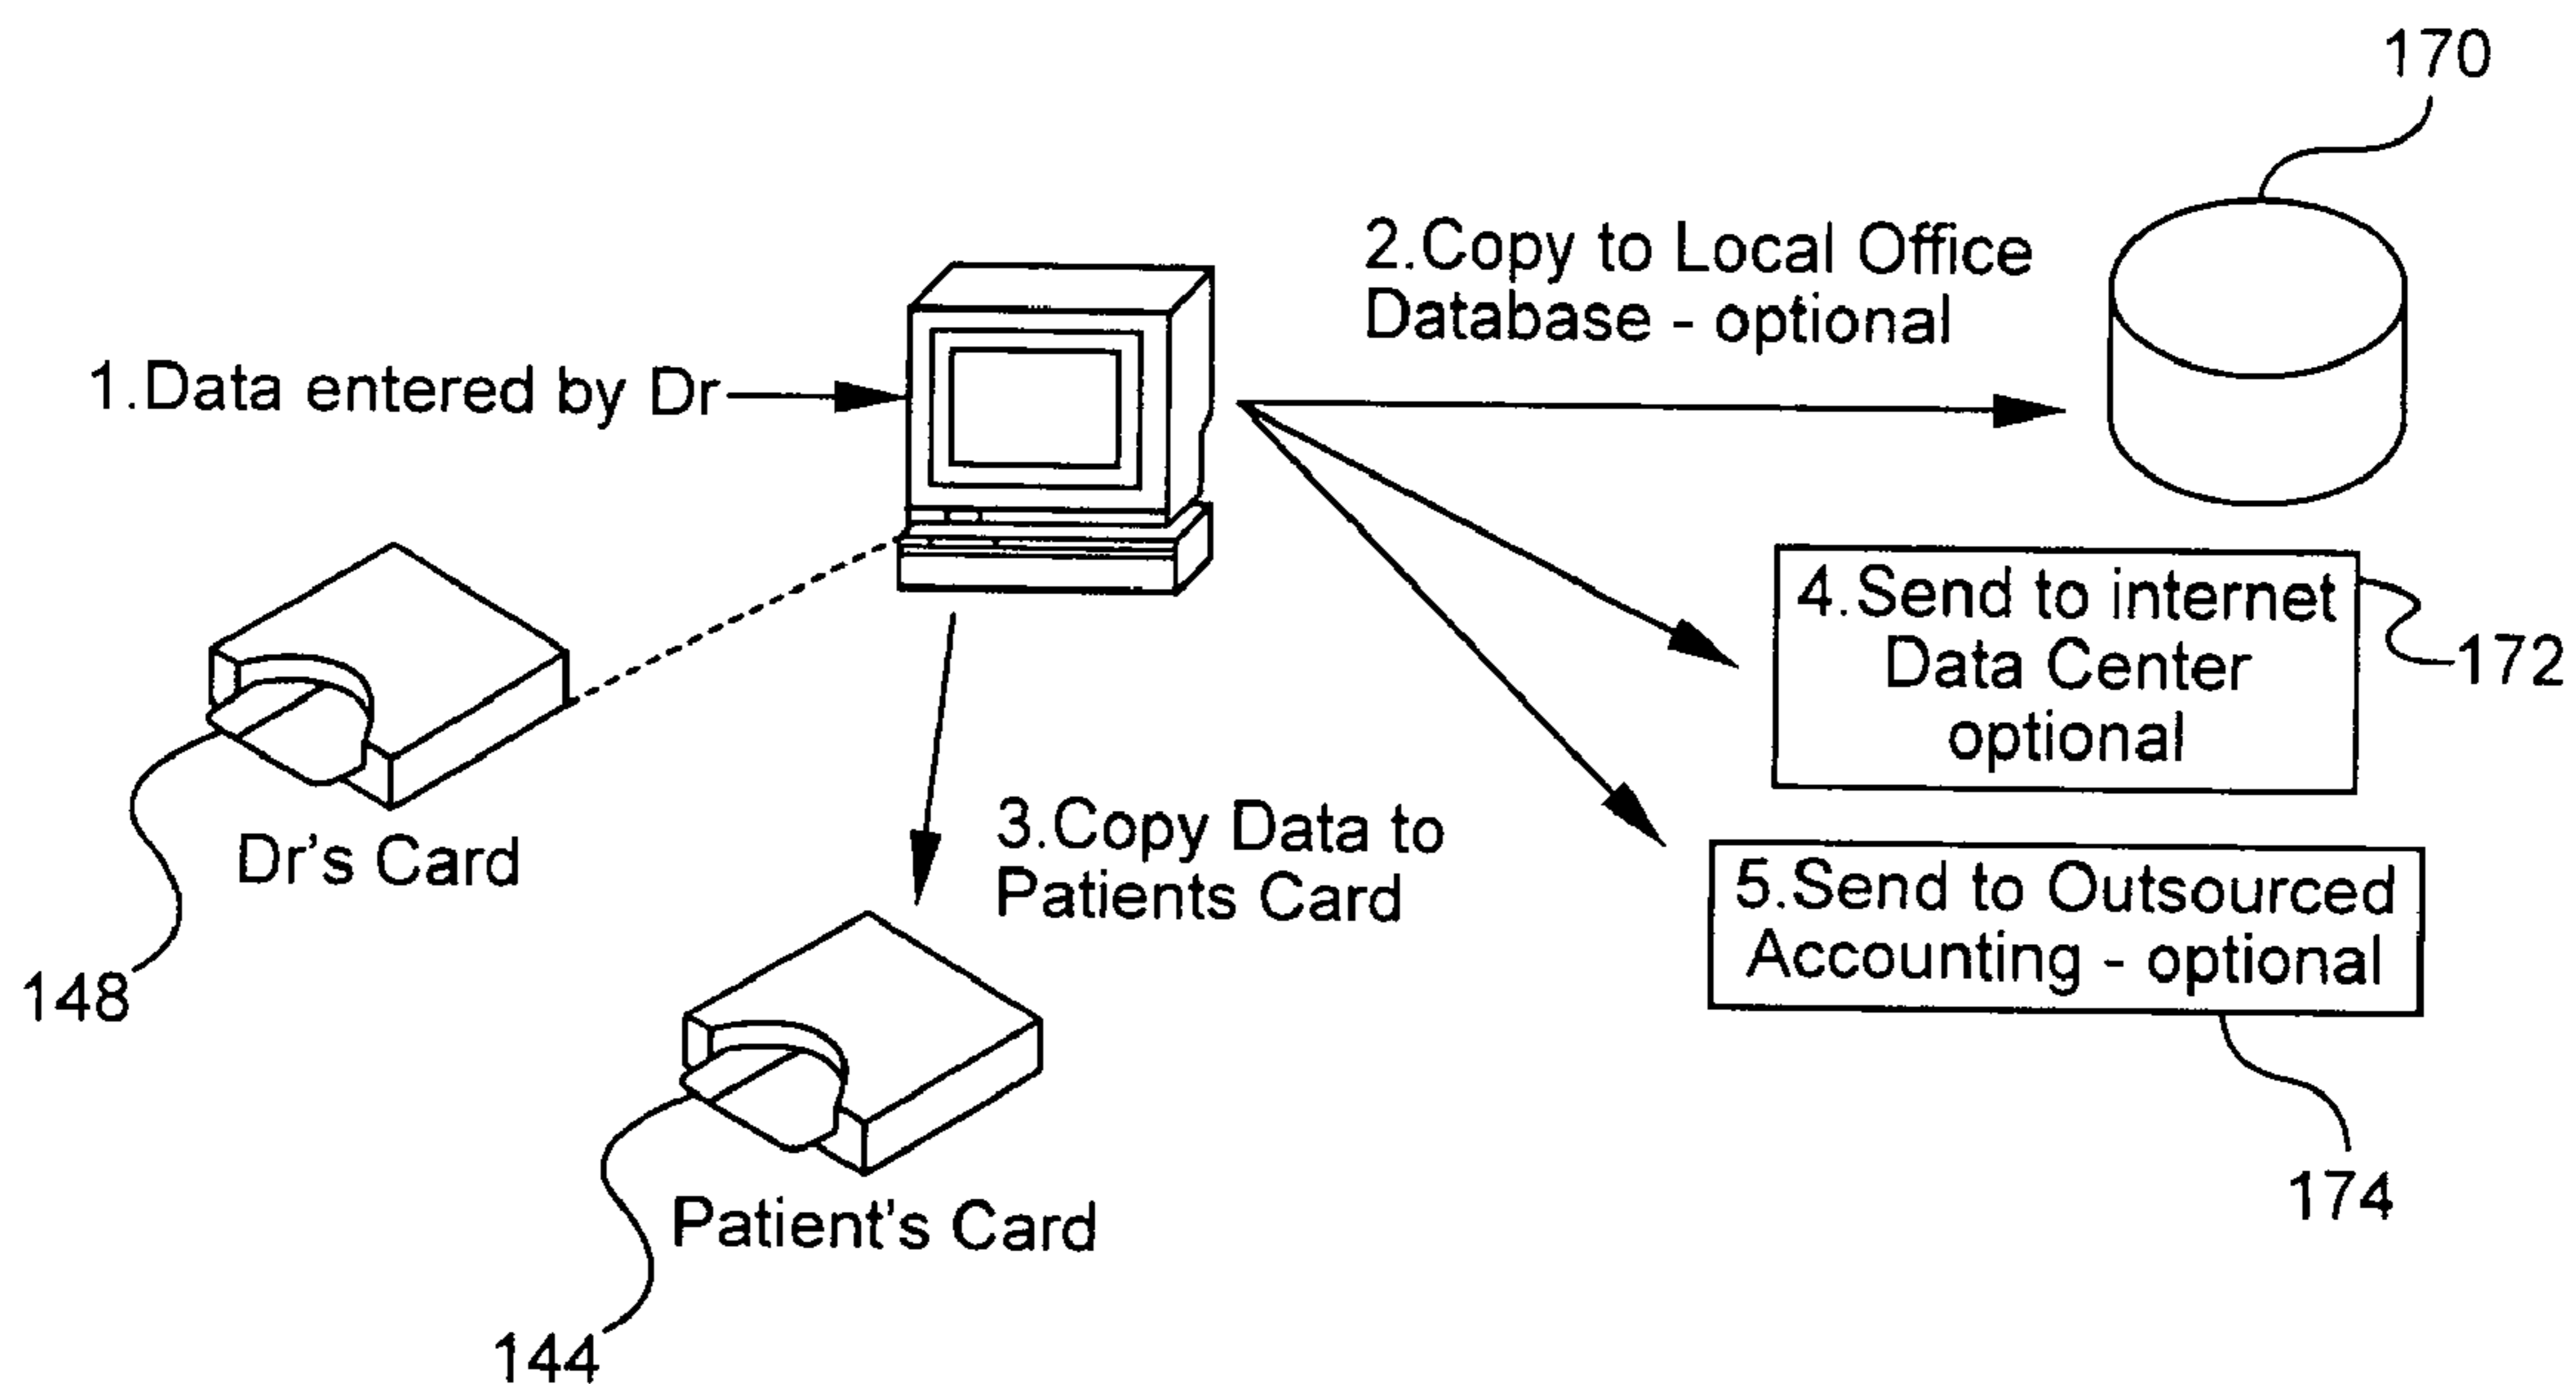 170
2.Copy to Local Office
Database - optional
1.Data entered by Dr
4.Send to internet
Data Center
optional
172
3.Copy Data to
Patients Card
Dr's Card
5.Send to Outsourced
Accounting - optional
148
174
Patient's Card
144